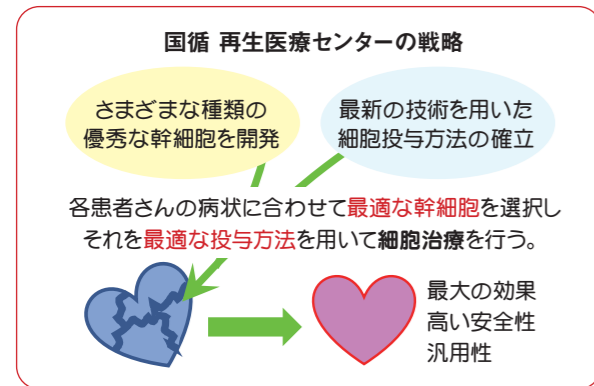 国循 再生医療センターの戦略
さまざまな種類の
優秀な幹細胞を開発
最新の技術を用いた
細胞投与方法の確立
各患者さんの病状に合わせて最適な幹細胞を選択し
それを最適な投与方法を用いて細胞治療を行う。
最大の効果
高い安全性
汎用性